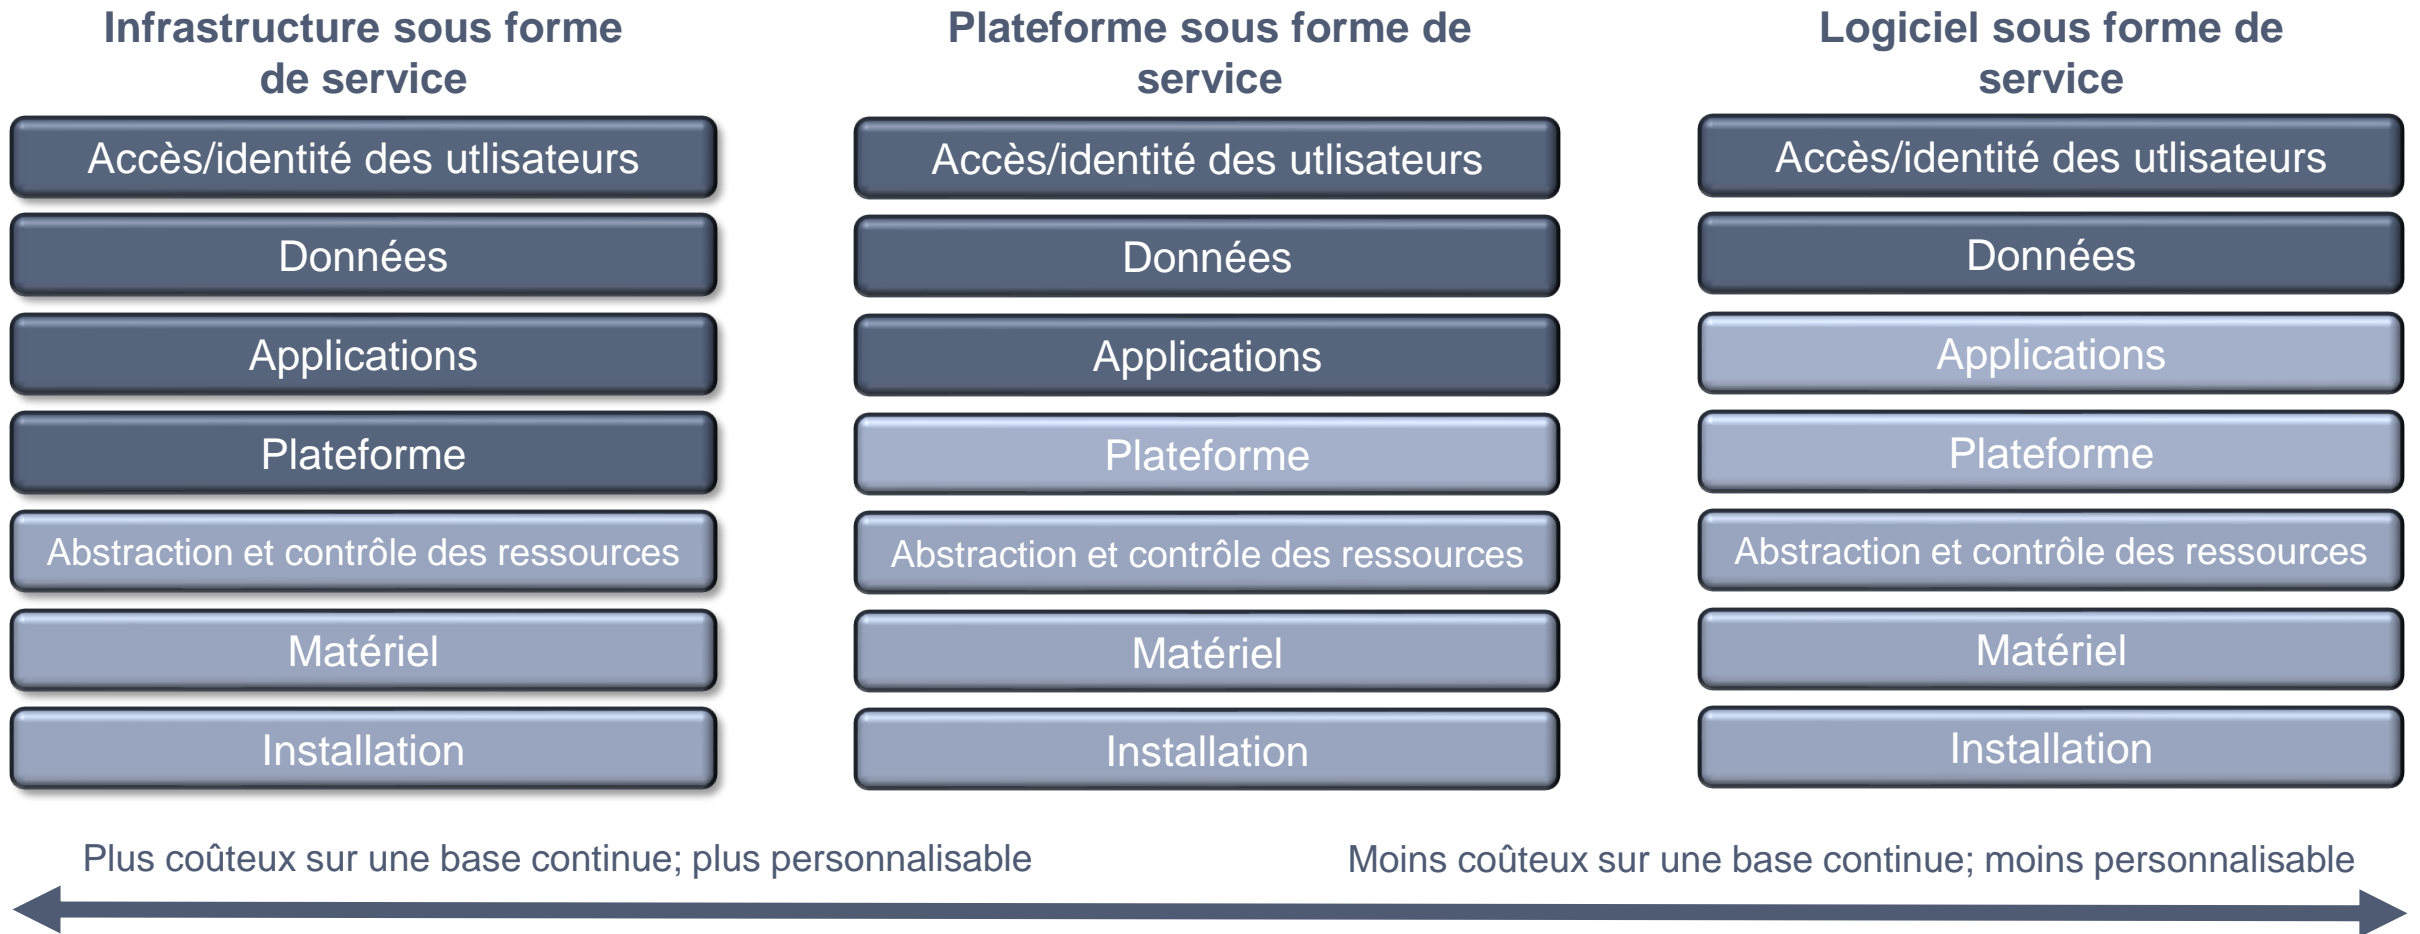 Infrastructure sous forme
de service
Accès/identité des utlisateurs
Données
Applications
Plateforme
Abstraction et contrôle des ressources
Matériel
Installation
Plateforme sous forme de
service
Accès/identité des utlisateurs
Données
Applications
Plateforme
Abstraction et contrôle des ressources
Matériel
Installation
Logiciel sous forme de
service
Accès/identité des utlisateurs
Données
Applications
Plateforme
Abstraction et contrôle des ressources
Matériel
Installation
Plus coûteux sur une base continue; plus personnalisable
Moins coûteux sur une base continue; moins personnalisable